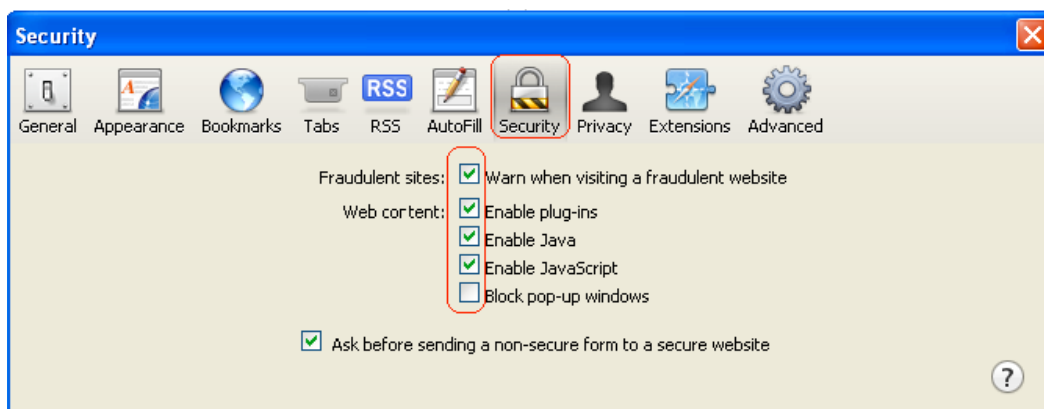 Security
RSS
General Appearance Bookmarks Tabs RSS AutoFill Security Privacy Extensions Advanced
Fraudulent sites: Warn when visiting a fraudulent website
Web content: Enable plug-ins
Enable Java
Enable JavaScript
Block pop-up windows
Ask before sending a non-secure form to a secure website
?